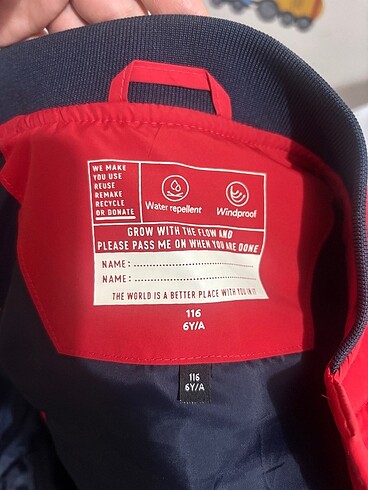 WE MAKE
YOU USE
REUSE
REMAKE
RECYCLE
OR DONATE
Water repellent
Windproof
GROW WITH THE FLOW AND
PLEASE PASS ME ON WHEN YOU ARE DONE
NAME:
NAME:
THE WORLD IS A BETTER PLACE WITH YOU IN IT
116
6Y/A
116
6Y/A